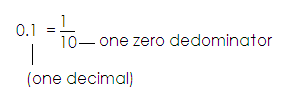 0.1 = 1/10 — one zero dedominator
(one decimal)